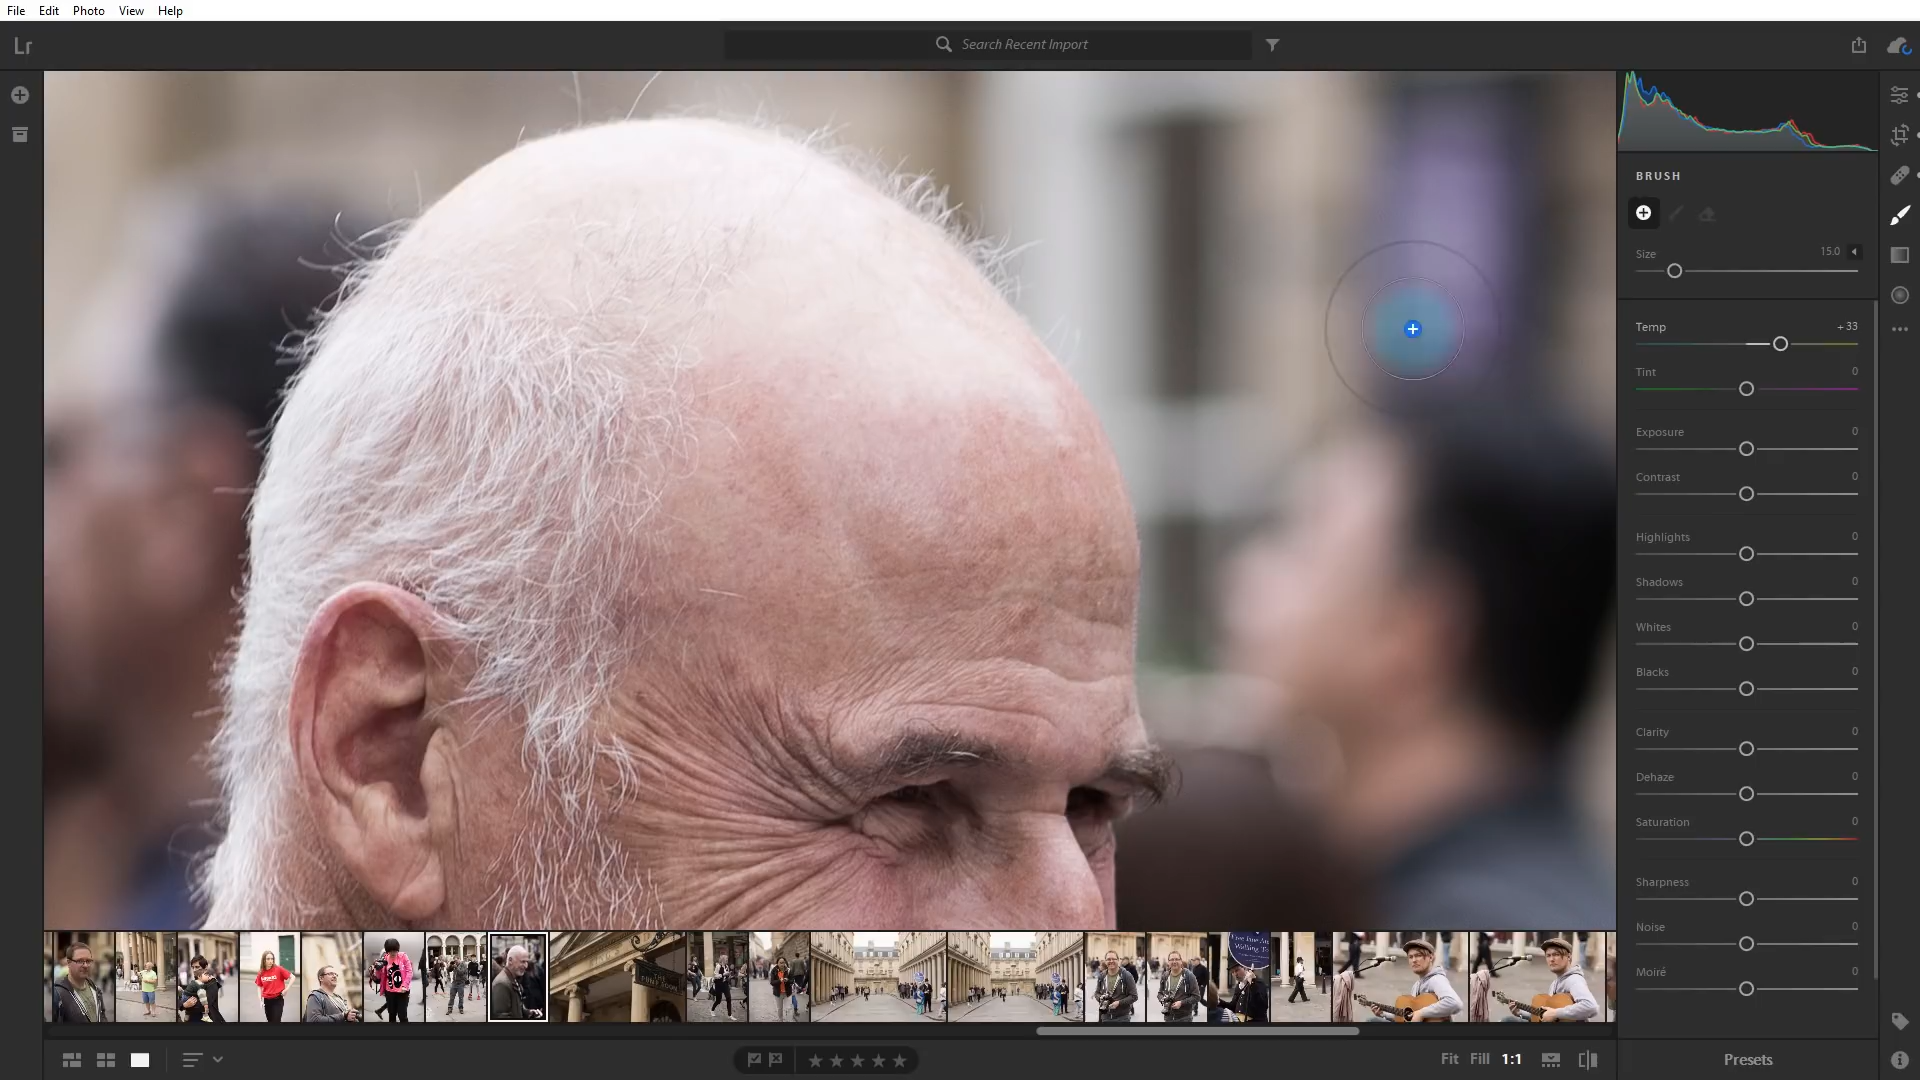 File Edit Photo View Help
Lr
Search Recent Import
BRUSH
Size 15.0
Temp + 33
Tint 0
Exposure 0
Contrast 0
Highlights 0
Shadows 0
Whites 0
Blacks 0
Clarity 0
Dehaze 0
Saturation 0
Sharpness 0
Noise 0
Moiré 0
Fit Fill 1:1
Presets